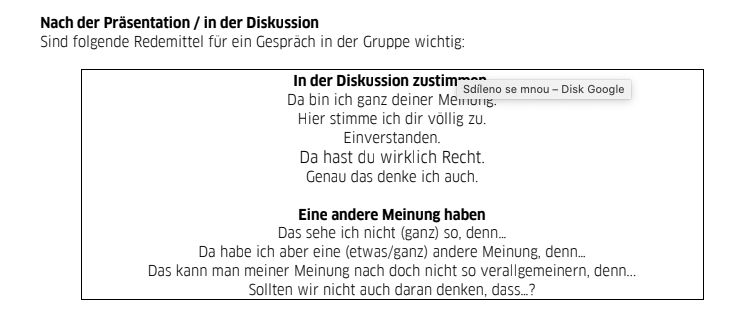 Nach der Präsentation / in der Diskussion
Sind folgende Redemittel für ein Gespräch in der Gruppe wichtig:
In der Diskussion zustimmen
Sdíleno se mnou – Disk Google
Da bin ich ganz deiner Meinung.
Hier stimme ich dir völlig zu.
Einverstanden.
Da hast du wirklich Recht.
Genau das denke ich auch.
Eine andere Meinung haben
Das sehe ich nicht (ganz) so, denn…
Da habe ich aber eine (etwas/ganz) andere Meinung, denn…
Das kann man meiner Meinung nach doch nicht so verallgemeinern, denn…
Sollten wir nicht auch daran denken, dass…?